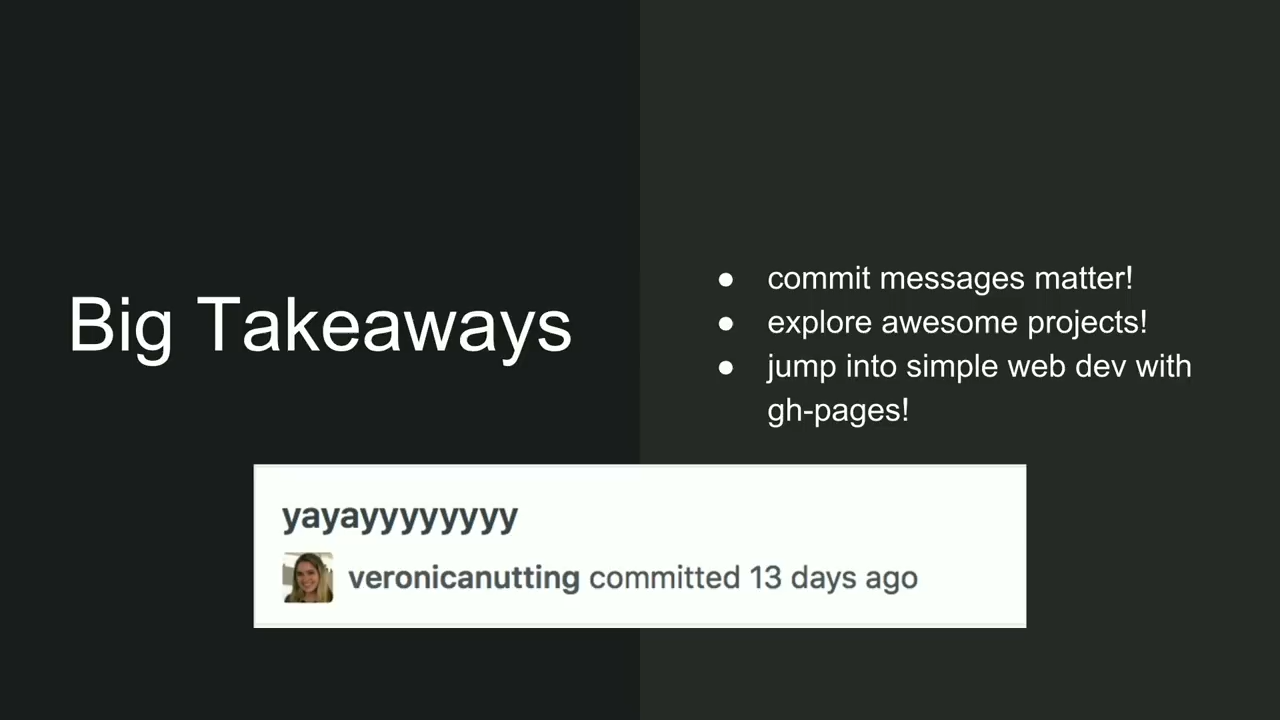 Big Takeaways
● commit messages matter!
● explore awesome projects!
● jump into simple web dev with
gh-pages!
yayayyyyyyyy
veronicanutting committed 13 days ago